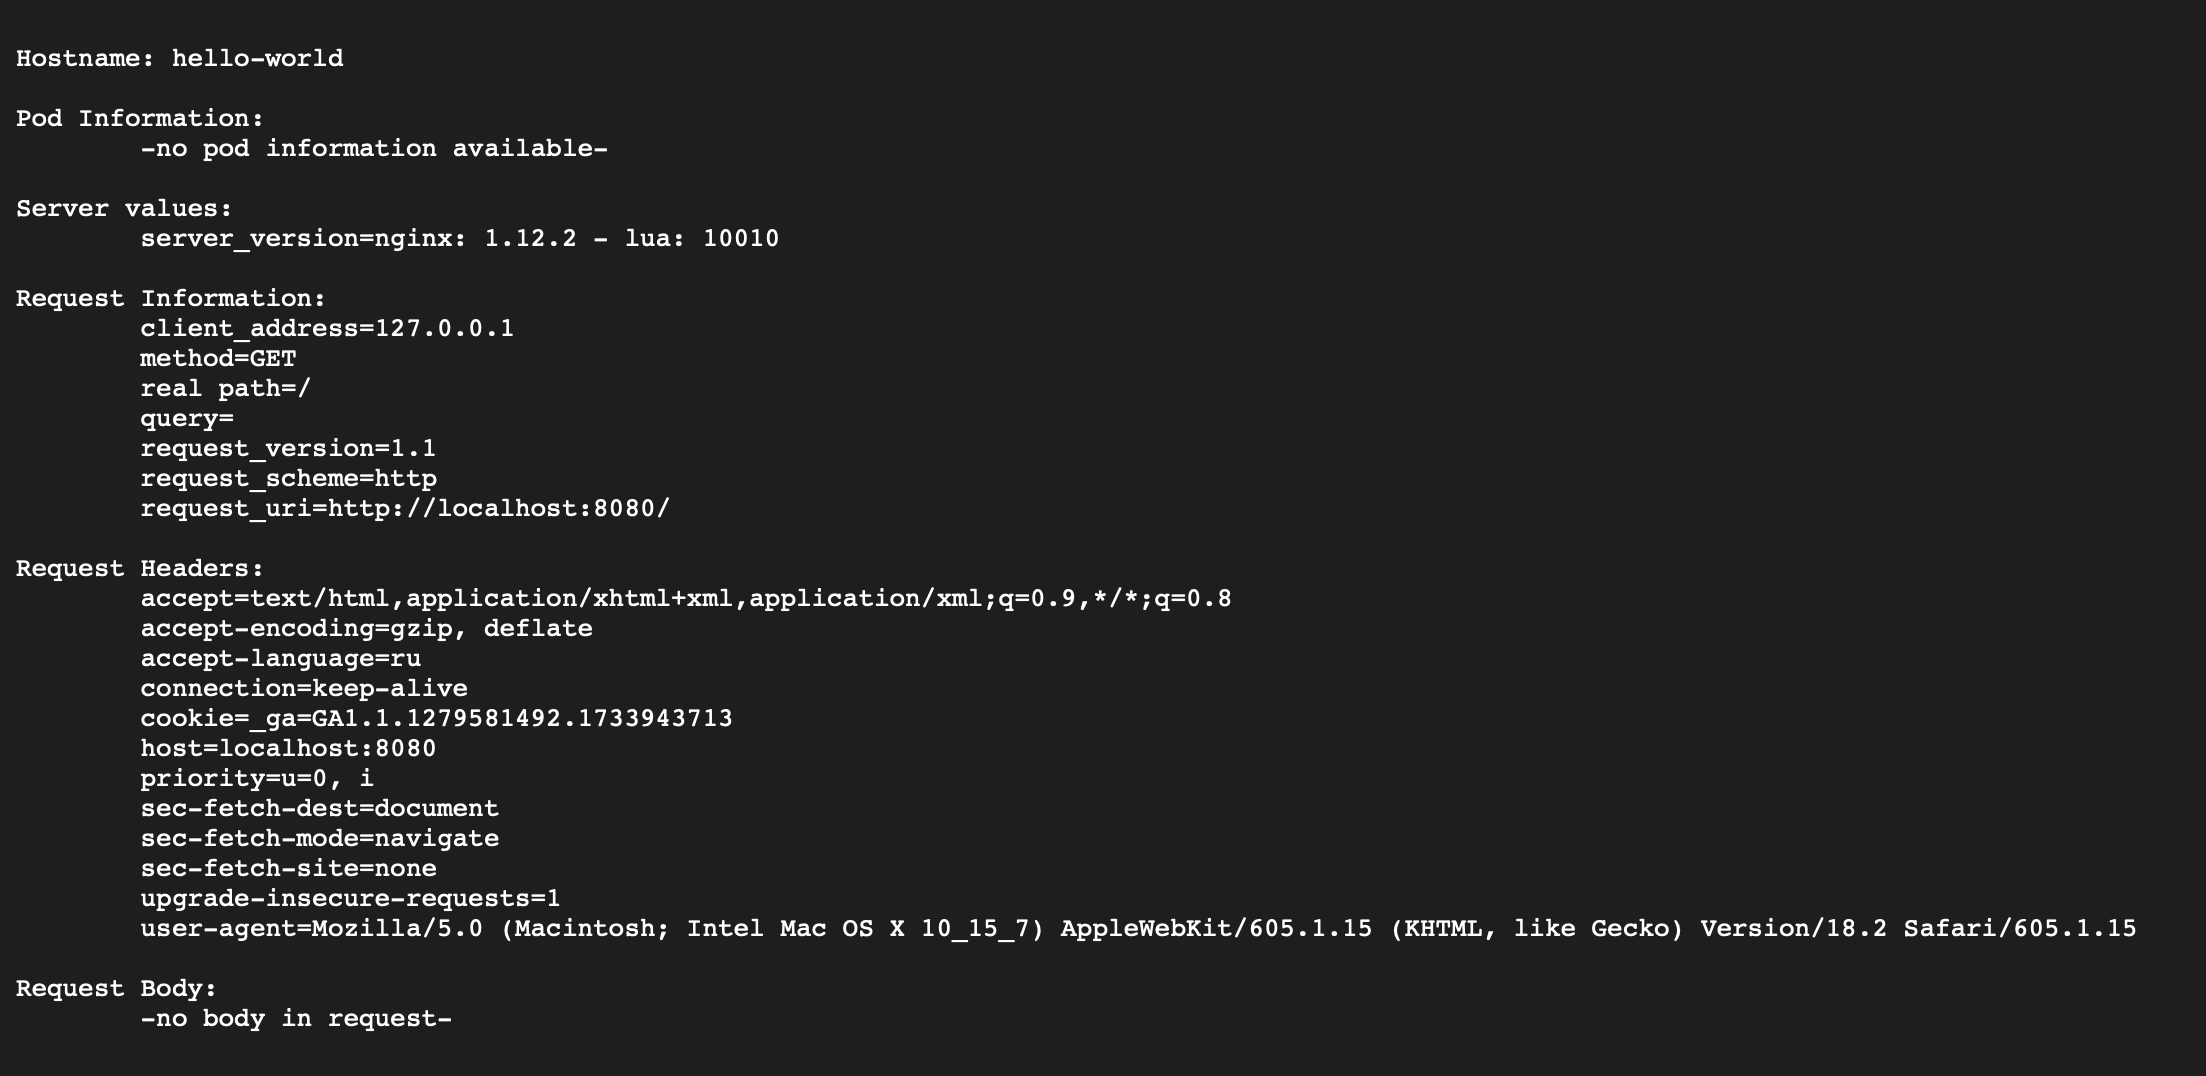 Hostname: hello-world
Pod Information:
-no pod information available-
Server values:
server_version=nginx: 1.12.2 - lua: 10010
Request Information:
client_address=127.0.0.1
method=GET
real path=/
query=
request_version=1.1
request_scheme=http
request_uri=http://localhost:8080/
Request Headers:
accept=text/html,application/xhtml+xml,application/xml;q=0.9,*/*;q=0.8
accept-encoding=gzip, deflate
accept-language=ru
connection=keep-alive
cookie=_ga=GA1.1.1279581492.1733943713
host=localhost:8080
priority=u=0, i
sec-fetch-dest=document
sec-fetch-mode=navigate
sec-fetch-site=none
upgrade-insecure-requests=1
user-agent=Mozilla/5.0 (Macintosh; Intel Mac OS X 10_15_7) AppleWebKit/605.1.15 (KHTML, like Gecko) Version/18.2 Safari/605.1.15
Request Body:
-no body in request-